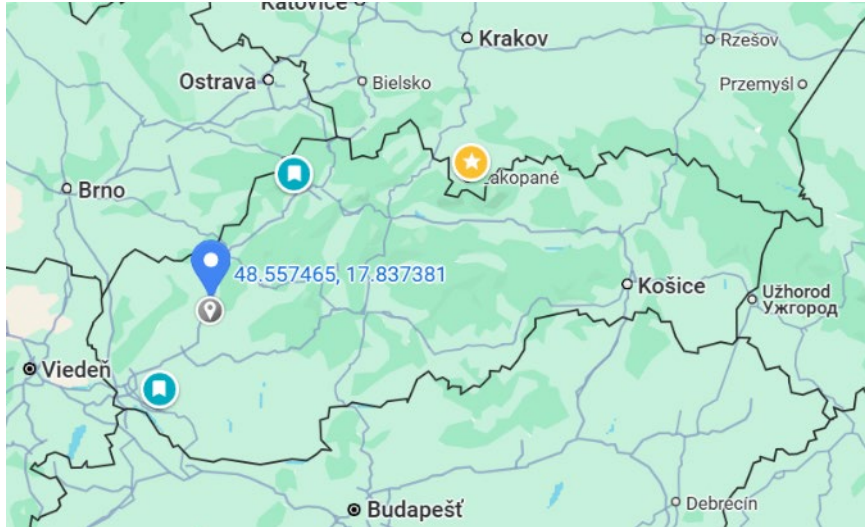 Katovice
Krakov
Rzešov
Ostrava
Bielsko
Przemyśl
Brno
Zakopané
48.557465, 17.837381
Košice
Užhorod
Ужгород
Viedeň
Budapešť
Debrecín